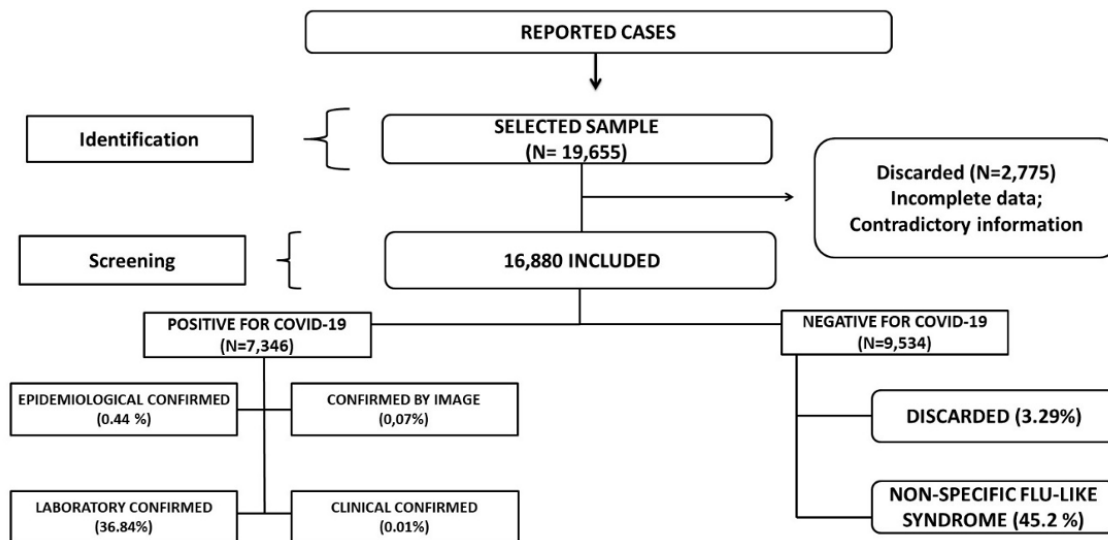 REPORTED CASES
Identification
SELECTED SAMPLE
(N= 19,655)
Discarded (N=2,775)
Incomplete data;
Contradictory information
Screening
16,880 INCLUDED
POSITIVE FOR COVID-19
(N=7,346)
NEGATIVE FOR COVID-19
(N=9,534)
EPIDEMIOLOGICAL CONFIRMED
(0.44 %)
CONFIRMED BY IMAGE
(0,07%)
DISCARDED (3.29%)
LABORATORY CONFIRMED
(36.84%)
CLINICAL CONFIRMED
(0.01%)
NON-SPECIFIC FLU-LIKE
SYNDROME (45.2 %)